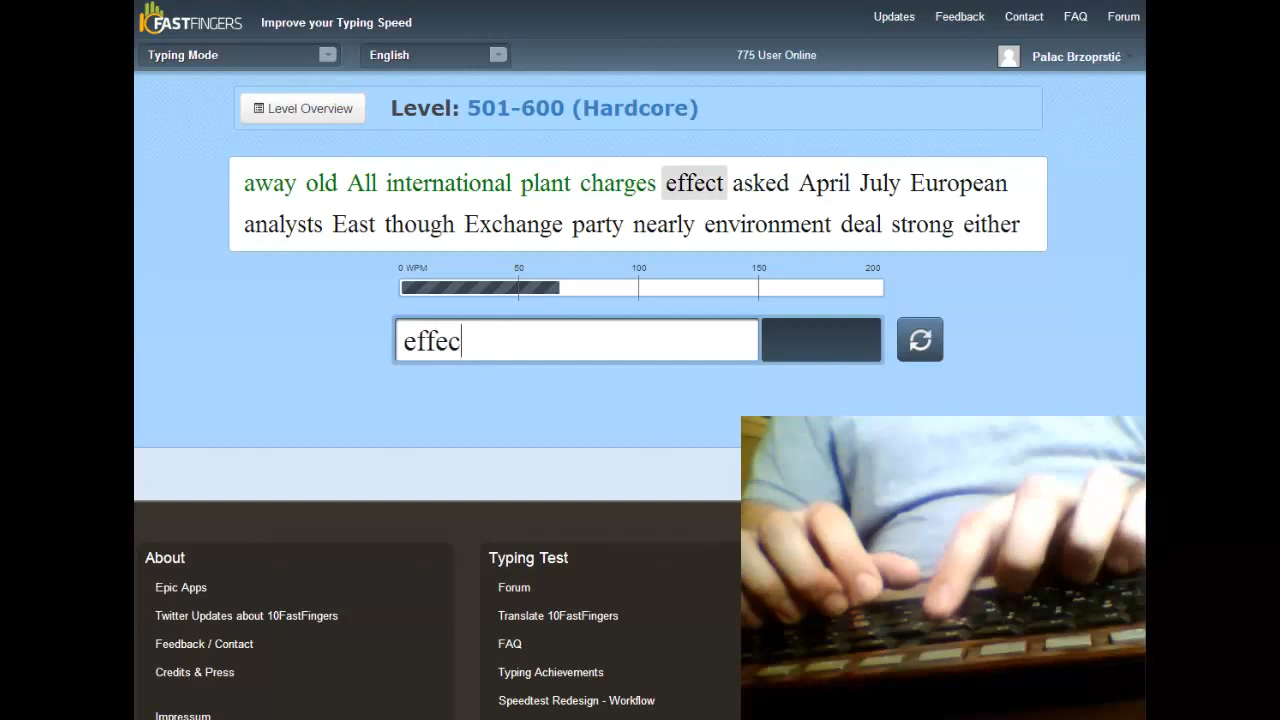 10FASTFINGERS Improve your Typing Speed
Updates Feedback Contact FAQ Forum
Typing Mode English 775 User Online Palac Brzoprstić
Level Overview Level: 501-600 (Hardcore)
away old All international plant charges effect asked April July European
analysts East though Exchange party nearly environment deal strong either
0 WPM 50 100 150 200
effec
About
Epic Apps
Twitter Updates about 10FastFingers
Feedback / Contact
Credits & Press
Impressum
Typing Test
Forum
Translate 10FastFingers
FAQ
Typing Achievements
Speedtest Redesign - Workflow